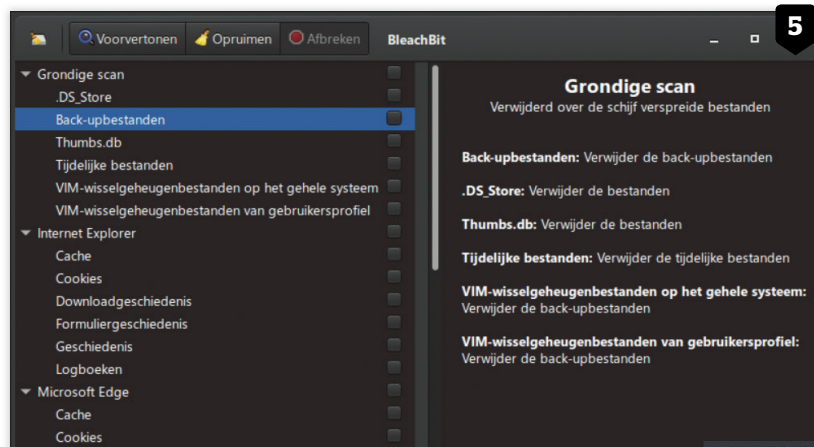 5
Voorvertonen Opruimen Afbreken BleachBit
Grondige scan
.DS_Store
Back-upbestanden
Thumbs.db
Tijdelijke bestanden
VIM-wisselgeheugenbestanden op het gehele systeem
VIM-wisselgeheugenbestanden van gebruikersprofiel
Internet Explorer
Cache
Cookies
Downloadgeschiedenis
Formuliergeschiedenis
Geschiedenis
Logboeken
Microsoft Edge
Cache
Cookies
Grondige scan
Verwijderd over de schijf verspreide bestanden
Back-upbestanden: Verwijder de back-upbestanden
.DS_Store: Verwijder de bestanden
Thumbs.db: Verwijder de bestanden
Tijdelijke bestanden: Verwijder de tijdelijke bestanden
VIM-wisselgeheugenbestanden op het gehele systeem:
Verwijder de back-upbestanden
VIM-wisselgeheugenbestanden van gebruikersprofiel:
Verwijder de back-upbestanden